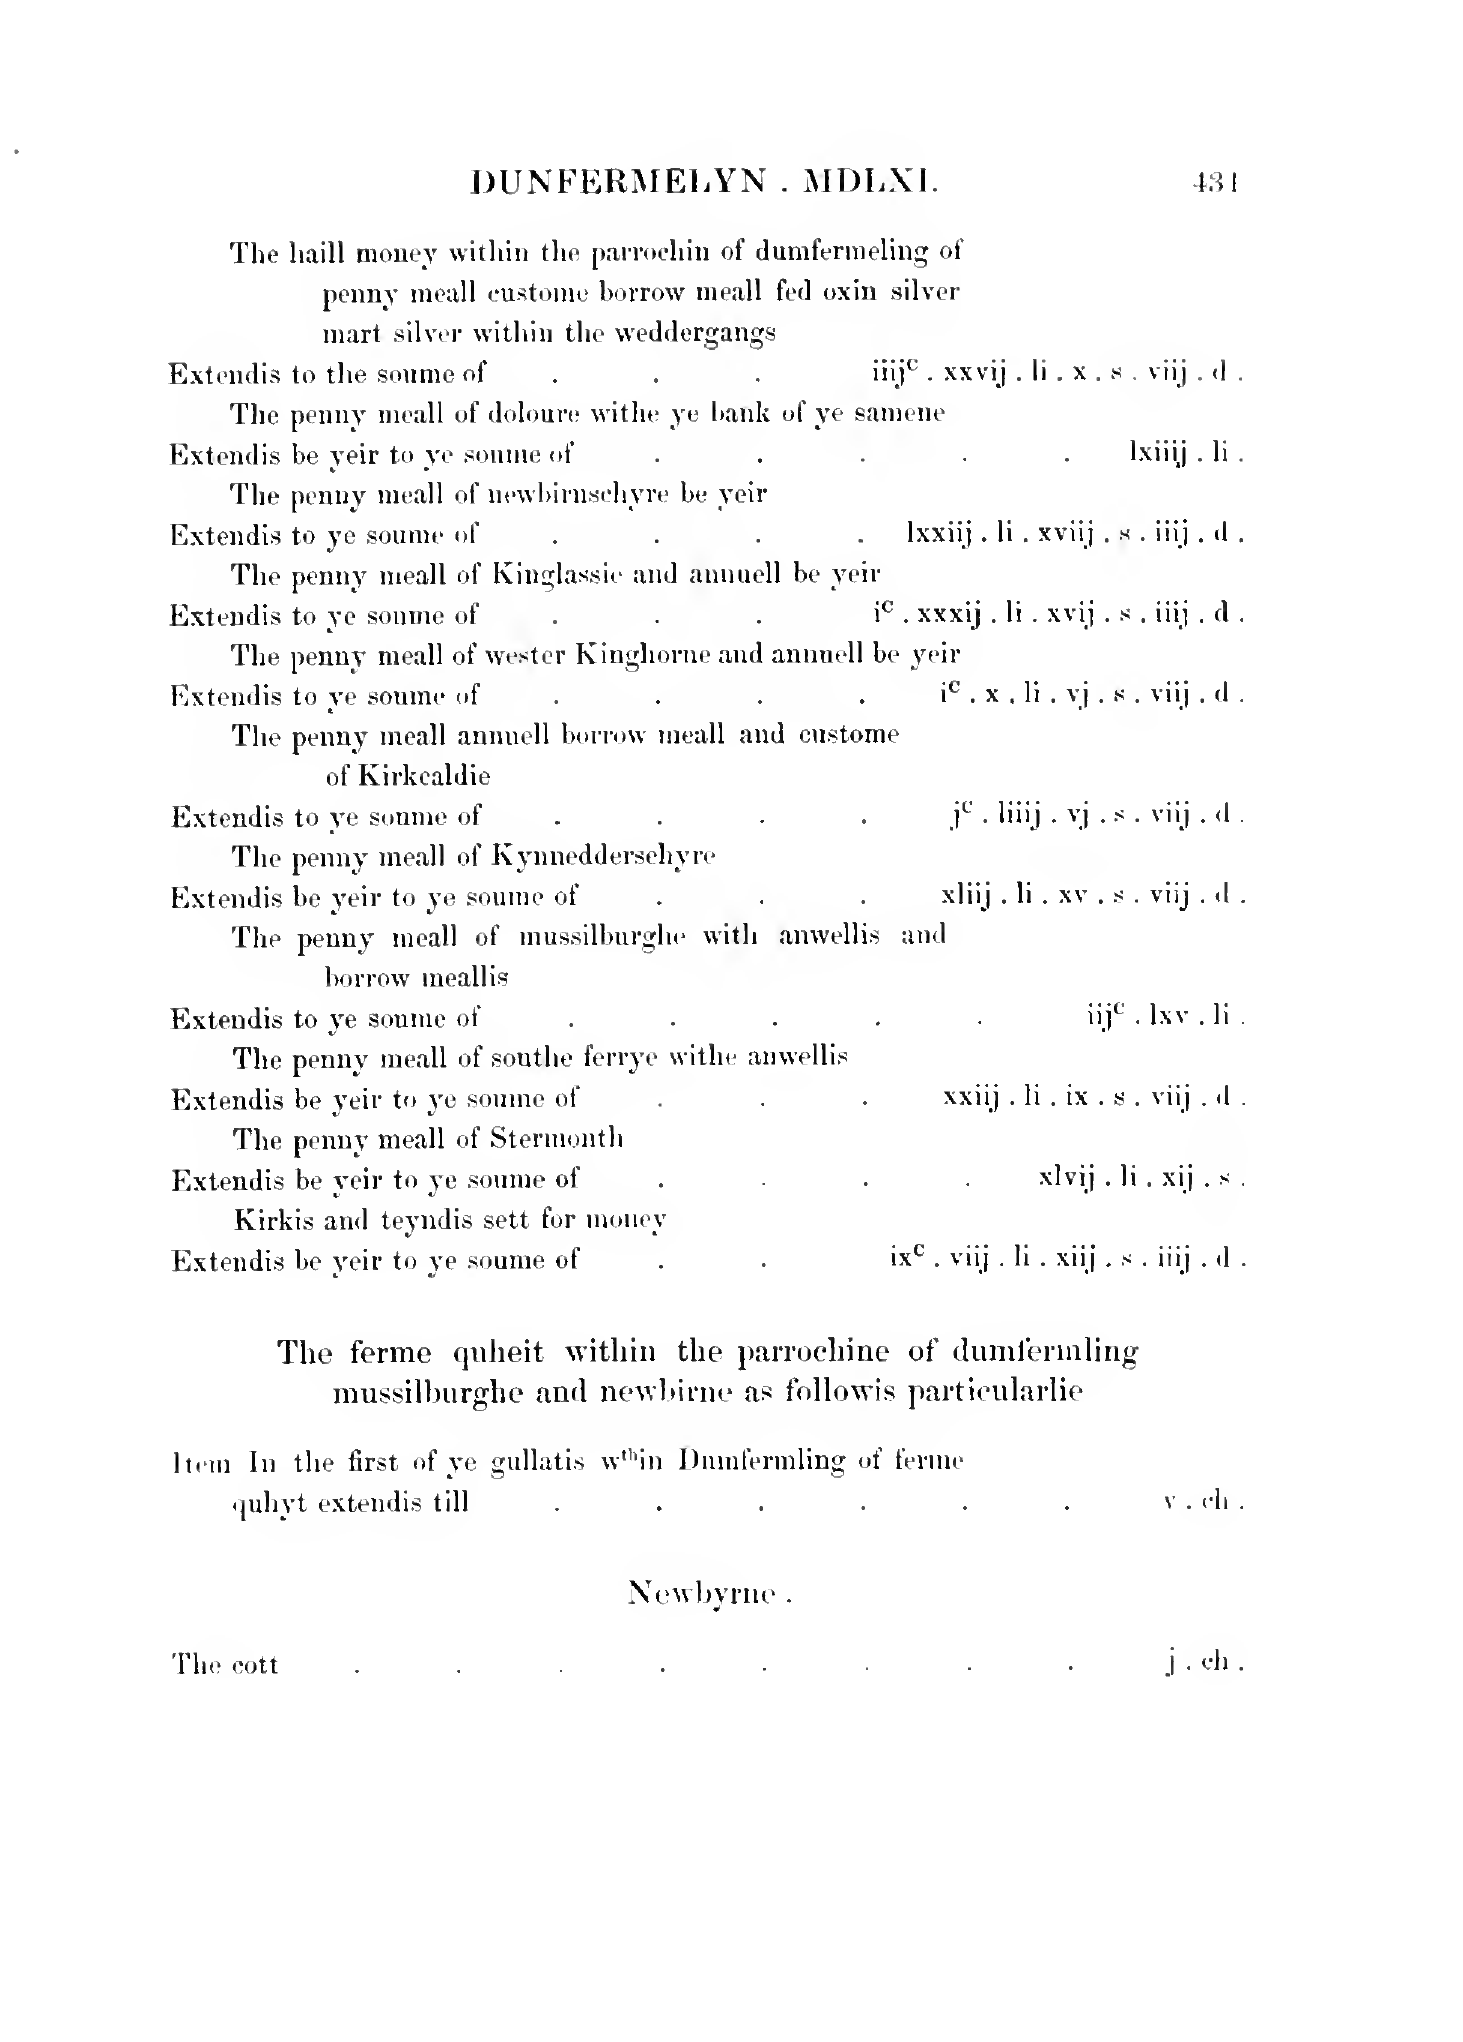 DUNFERMELYN . MDLXI. 431
The haill money within the parrochin of dumfermeling of
penny meall custome borrow meall fed oxin silver
mart silver within the weddergangs
Extendis to the soume of . . . iiijᶜ . xxvij . li . x . s . viij . d .
The penny meall of doloure withe ye bank of ye samene
Extendis be yeir to ye soume of . . . . . lxiiij . li .
The penny meall of newbirnschyre be yeir
Extendis to ye soume of . . . . lxxiij . li . xviij . s . iiij . d .
The penny meall of Kinglassie and annuell be yeir
Extendis to ye soume of . . . iᶜ . xxxij . li . xvij . s . iiij . d .
The penny meall of wester Kinghorne and annuell be yeir
Extendis to ye soume of . . . . iᶜ . x . li . vj . s . viij . d .
The penny meall annuell borrow meall and custome
of Kirkcaldie
Extendis to ye soume of . . . . jᶜ . liiij . vj . s . viij . d .
The penny meall of Kynneddersehyre
Extendis be yeir to ye soume of . . . xliij . li . xv . s . viij . d .
The penny meall of mussilburghe with anwellis and
borrow meallis
Extendis to ye soume of . . . . . iijᶜ . lxv . li .
The penny meall of southe ferrye withe anwellis
Extendis be yeir to ye soume of . . . xxiij . li . ix . s . viij . d .
The penny meall of Stermonth
Extendis be yeir to ye soume of . . . . xlvij . li . xij . s .
Kirkis and teyndis sett for money
Extendis be yeir to ye soume of . . ixᶜ . viij . li . xiij . s . iiij . d .
The ferme quheit within the parrochine of dumfermling
mussilburghe and newbirne as followis particularlie
Item In the first of ye gullatis wᵗʰin Dumfermling of ferme
quhyt extendis till . . . . . . v . ch .
Newbyrne .
The cott . . . . . . . . j . ch .